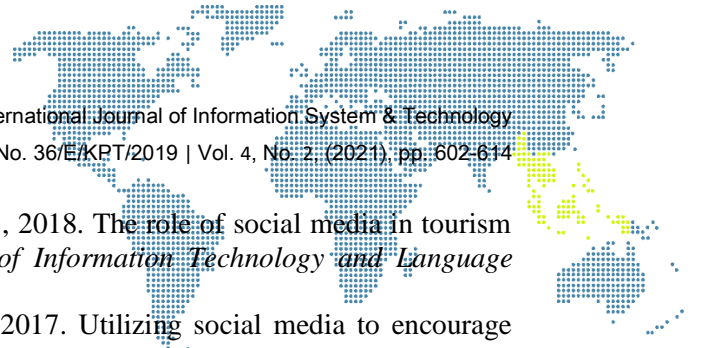 ernational Journal of Information System & Technology
No. 36/E/KPT/2019 | Vol. 4, No. 2, (2021), pp. 602-614
, 2018. The role of social media in tourism
of Information Technology and Language
2017. Utilizing social media to encourage